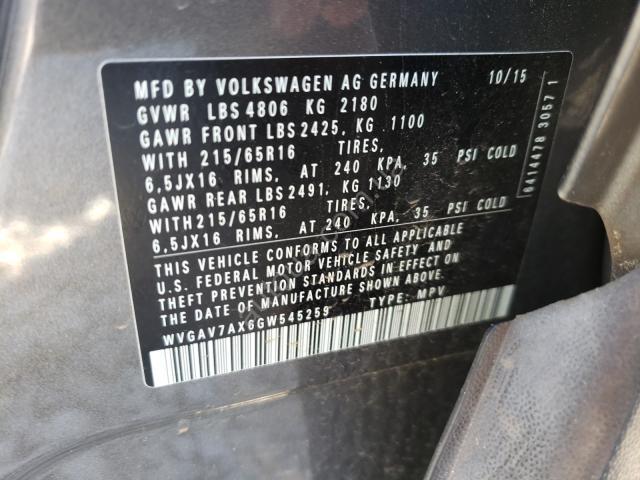 MFD BY VOLKSWAGEN AG GERMANY 10/15
GVWR LBS 4806 KG 2180
GAWR FRONT LBS 2425, KG 1100
WITH 215/65R16 TIRES,
6,5JX16 RIMS, AT 240 KPA, 35 PSI COLD
GAWR REAR LBS 2491, KG 1130
WITH 215/65R16 TIRES,
6,5JX16 RIMS, AT 240 KPA, 35 PSI COLD
THIS VEHICLE CONFORMS TO ALL APPLICABLE
U.S. FEDERAL MOTOR VEHICLE SAFETY AND
THEFT PREVENTION STANDARDS IN EFFECT ON
DATE OF MANUFACTURE SHOWN ABOVE.
WVGAV7AX6GW545259 TYPE: MPV
0414478 3057 1